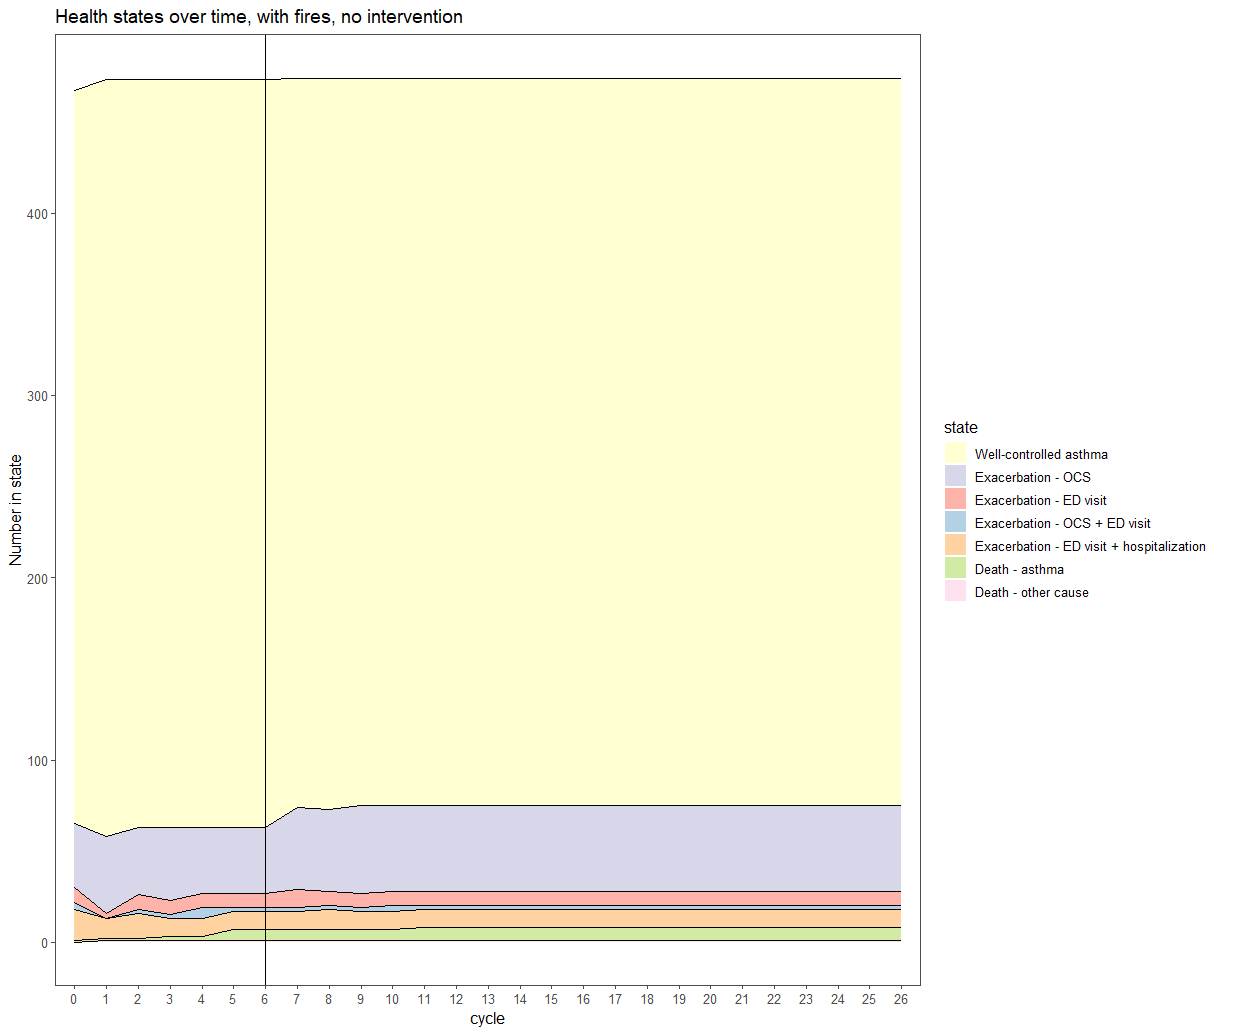 Health states over time, with fires, no intervention
Number in state
400
300
200
100
0
0 1 2 3 4 5 6 7 8 9 10 11 12 13 14 15 16 17 18 19 20 21 22 23 24 25 26
cycle
state
Well-controlled asthma
Exacerbation - OCS
Exacerbation - ED visit
Exacerbation - OCS + ED visit
Exacerbation - ED visit + hospitalization
Death - asthma
Death - other cause